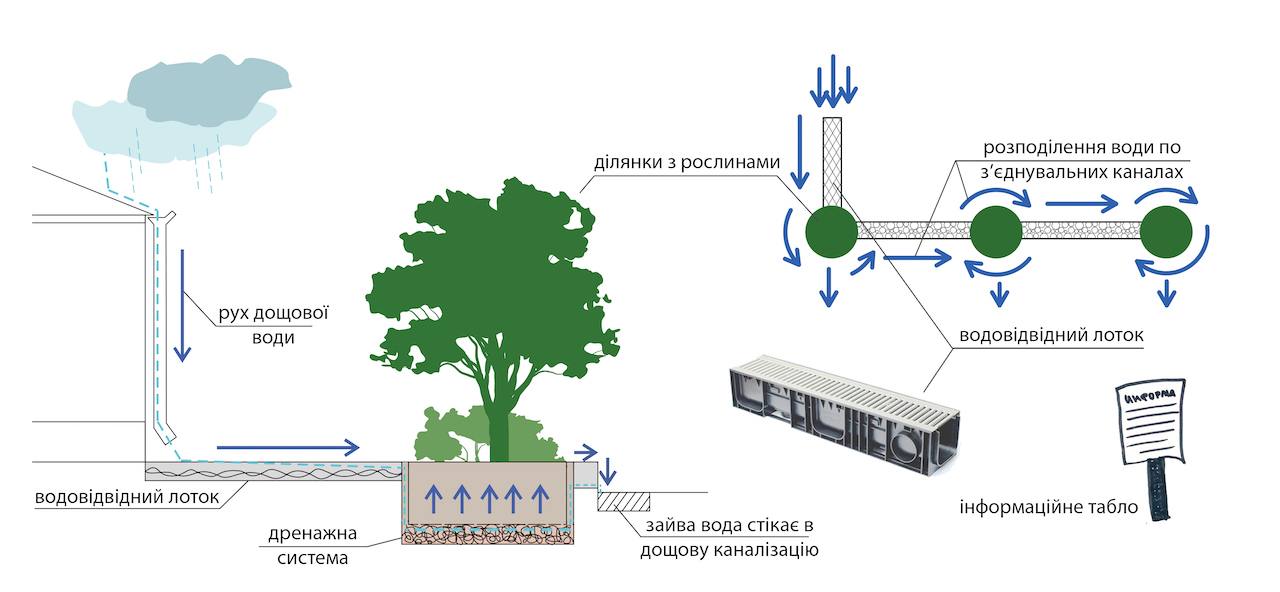 ділянки з рослинами
розподілення води по
з’єднувальних каналах
рух дощової
води
водовідвідний лоток
ИНФОРМА
водовідвідний лоток
інформаційне табло
зайва вода стікає в
дощову каналізацію
дренажна
система